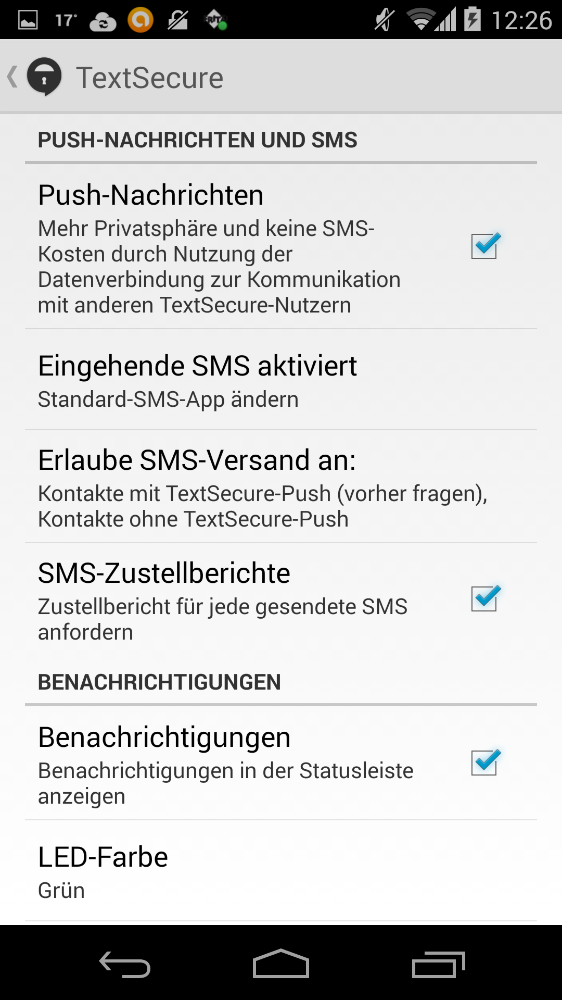 17° FRITZ! 12:26
TextSecure
PUSH-NACHRICHTEN UND SMS
Push-Nachrichten
Mehr Privatsphäre und keine SMS-
Kosten durch Nutzung der
Datenverbindung zur Kommunikation
mit anderen TextSecure-Nutzern
Eingehende SMS aktiviert
Standard-SMS-App ändern
Erlaube SMS-Versand an:
Kontakte mit TextSecure-Push (vorher fragen),
Kontakte ohne TextSecure-Push
SMS-Zustellberichte
Zustellbericht für jede gesendete SMS
anfordern
BENACHRICHTIGUNGEN
Benachrichtigungen
Benachrichtigungen in der Statusleiste
anzeigen
LED-Farbe
Grün